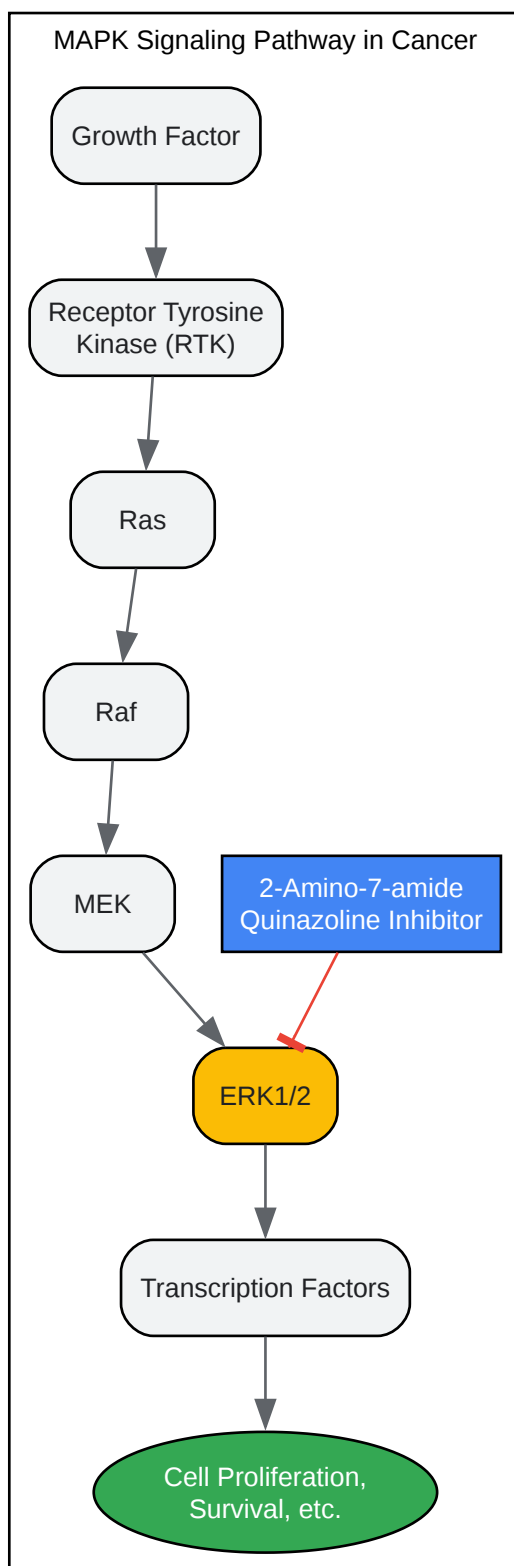 MAPK Signaling Pathway in Cancer
Growth Factor
Receptor Tyrosine
Kinase (RTK)
Ras
Raf
MEK
2-Amino-7-amide
Quinazoline Inhibitor
ERK1/2
Transcription Factors
Cell Proliferation,
Survival, etc.